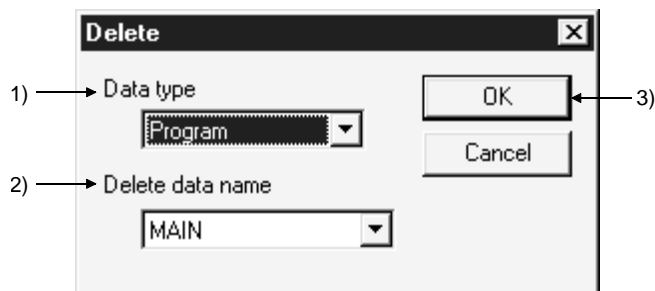 Delete
1) Data type
OK 3)
Program
Cancel
2) Delete data name
MAIN